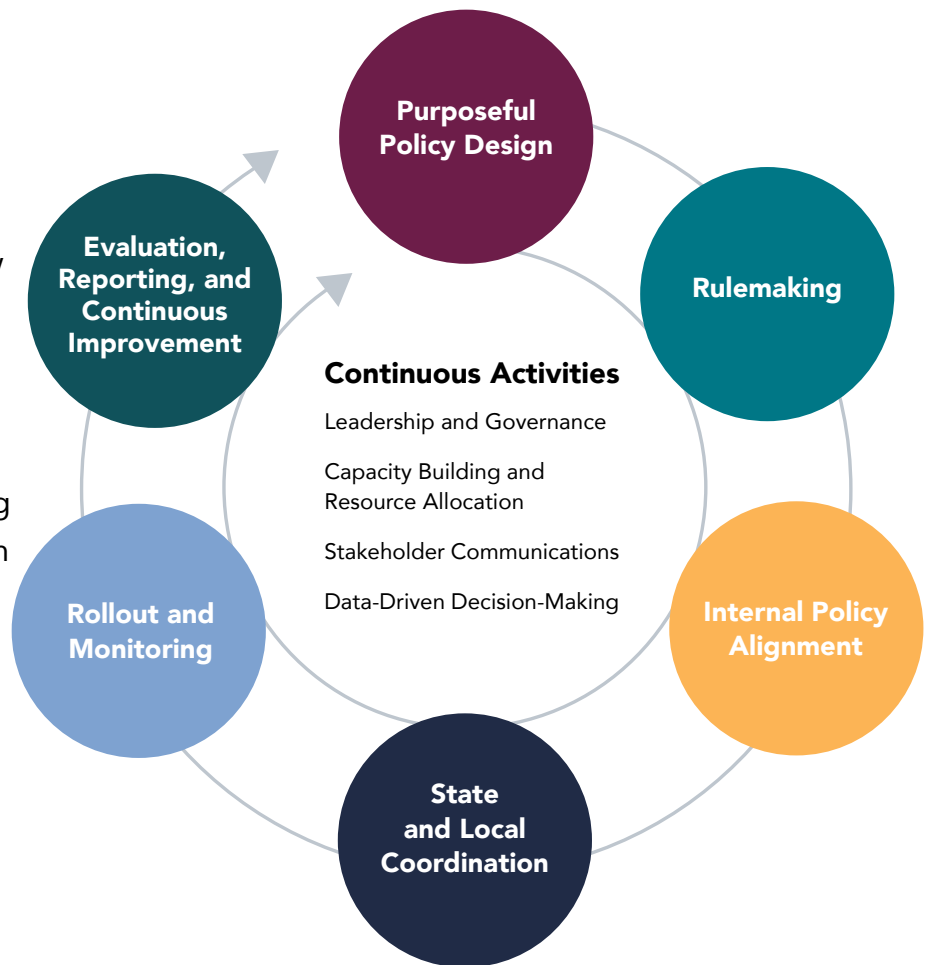 Purposeful
Policy Design
Rulemaking
Internal Policy
Alignment
State
and Local
Coordination
Rollout and
Monitoring
Evaluation,
Reporting, and
Continuous
Improvement
Continuous Activities
Leadership and Governance
Capacity Building and
Resource Allocation
Stakeholder Communications
Data-Driven Decision-Making